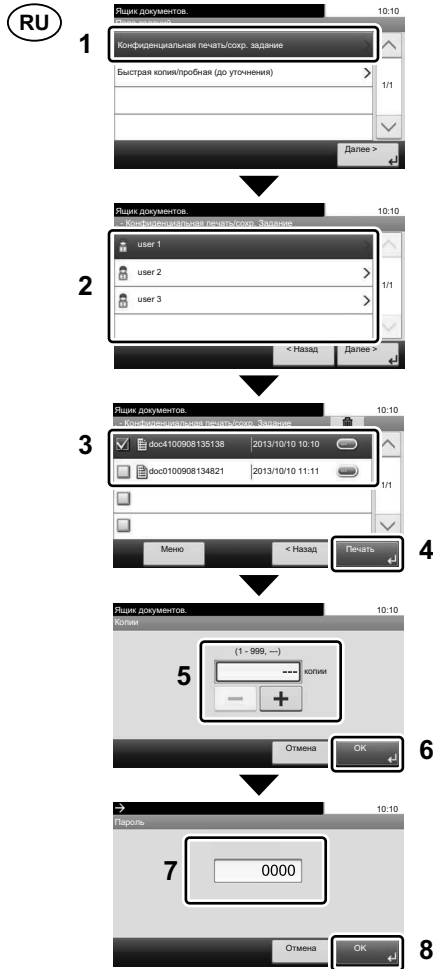 RU
Ящик документов. 10:10
Поле заданий
1
Конфиденциальная печать/сохр. задание
Быстрая копия/пробная (до уточнения)
1/1
Далее >
Ящик документов. 10:10
- Конфиденциальная печать/сохр. Задание
2
user 1
user 2
user 3
1/1
< Назад Далее >
Ящик документов. 10:10
- Конфиденциальная печать/сохр. Задание
3
doc4100908135138 2013/10/10 10:10
doc0100908134821 2013/10/10 11:11
1/1
Меню < Назад Печать 4
Ящик документов. 10:10
Копии
(1 - 999, ---)
5 --- копии
Отмена OK 6
10:10
Пароль
7 0000
Отмена OK 8